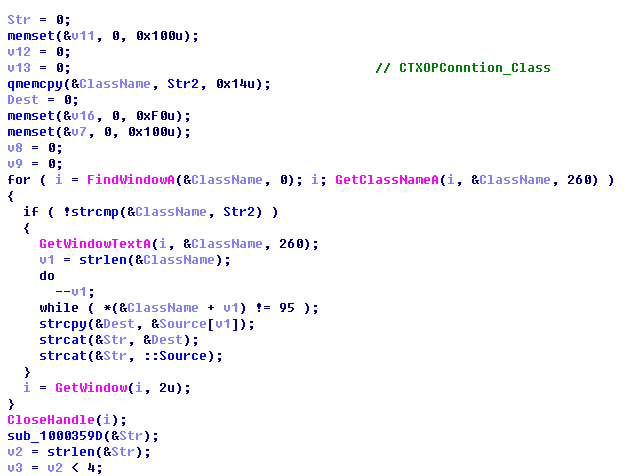 Str = 0;
memset(&v11, 0, 0x100u);
v12 = 0;
v13 = 0; // CTXOPConntion_Class
qmemcpy(&ClassName, Str2, 0x14u);
Dest = 0;
memset(&v16, 0, 0xF0u);
memset(&v7, 0, 0x100u);
v8 = 0;
v9 = 0;
for ( i = FindWindowA(&ClassName, 0); i; GetClassNameA(i, &ClassName, 260) )
{
if ( !strcmp(&ClassName, Str2) )
{
GetWindowTextA(i, &ClassName, 260);
v1 = strlen(&ClassName);
do
--v1;
while ( *(&ClassName + v1) != 95 );
strcpy(&Dest, &Source[v1]);
strcat(&Str, &Dest);
strcat(&Str, ::Source);
}
i = GetWindow(i, 2u);
}
CloseHandle(i);
sub_1000359D(&Str);
v2 = strlen(&Str);
v3 = v2 < 4;